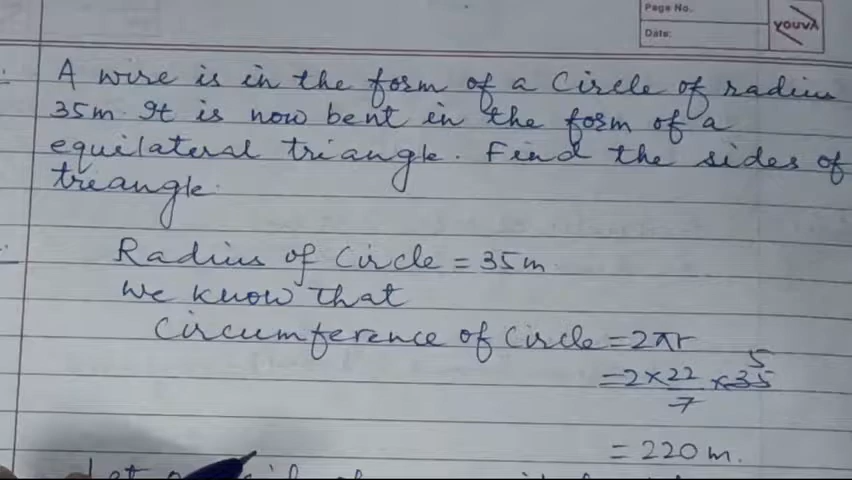 Page No.
Date:
YOUVA
A wire is in the form of a Circle of radius
35m. It is now bent in the form of a
equilateral triangle. Find the sides of
triangle.
Radius of Circle = 35m.
We know that
Circumference of Circle = 2πr
= 2 × 22/7 × 35 5
= 220 m.
Let